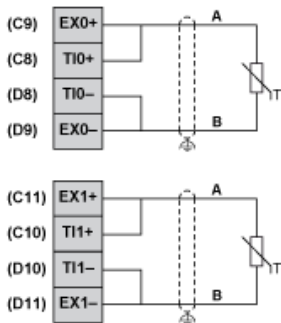 A
(C9) EX0+
(C8) TI0+
T
(D8) TI0–
(D9) EX0–
B
A
(C11) EX1+
(C10) TI1+
T
(D10) TI1–
(D11) EX1–
B